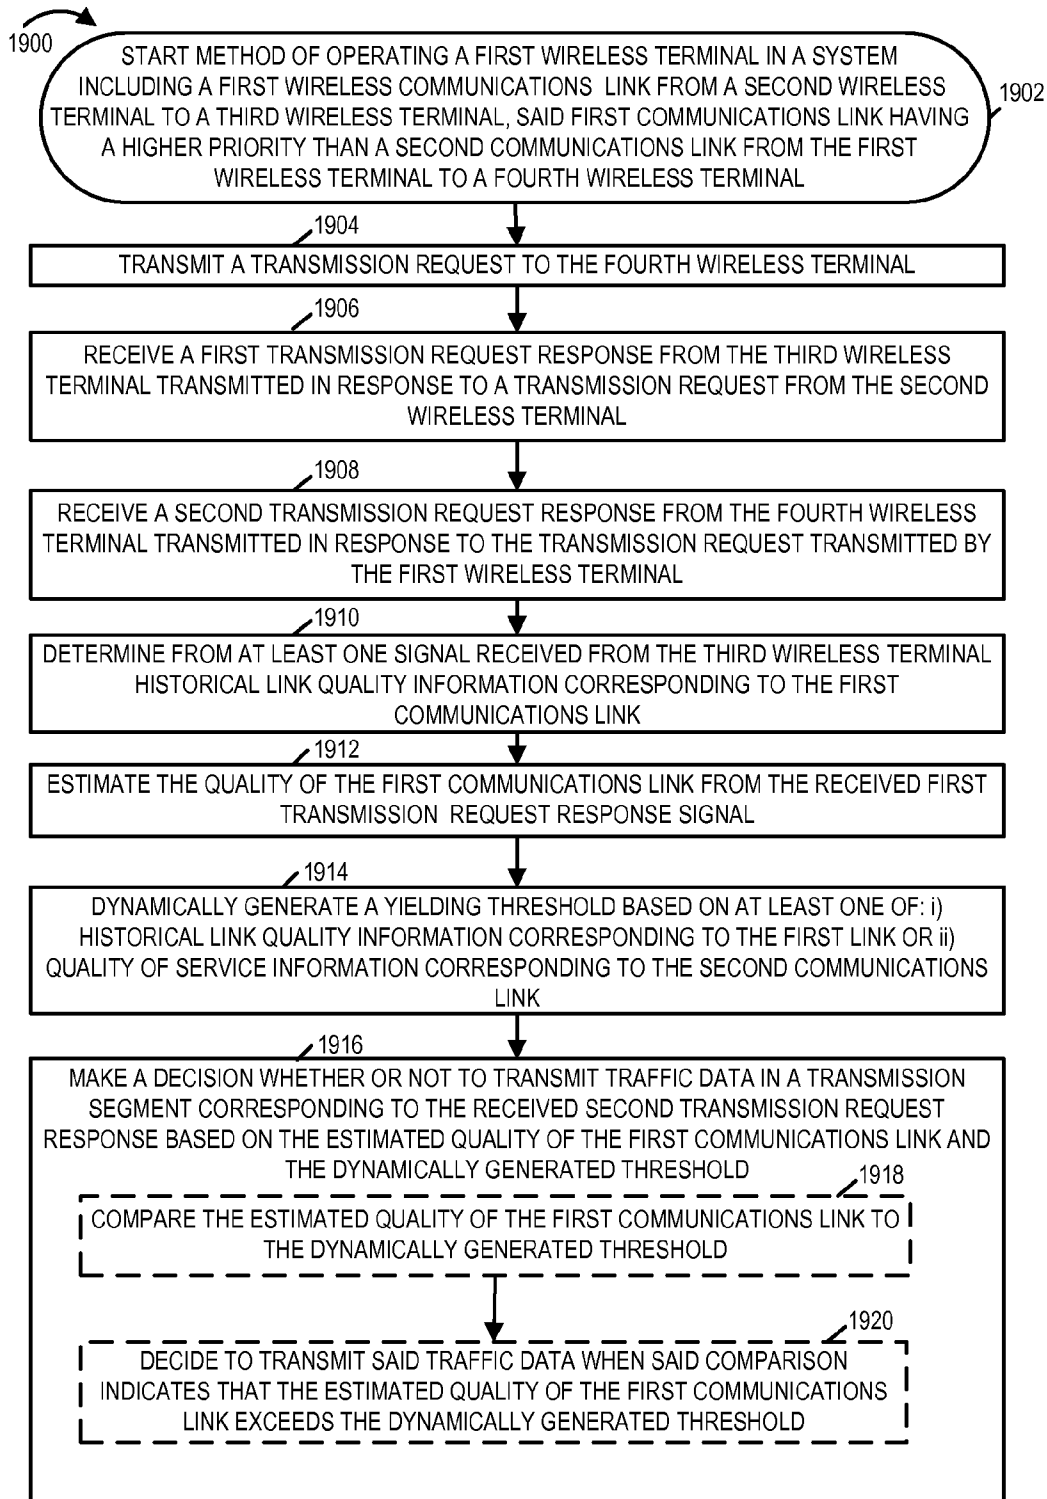 1900
START METHOD OF OPERATING A FIRST WIRELESS TERMINAL IN A SYSTEM
INCLUDING A FIRST WIRELESS COMMUNICATIONS LINK FROM A SECOND WIRELESS
TERMINAL TO A THIRD WIRELESS TERMINAL, SAID FIRST COMMUNICATIONS LINK HAVING
A HIGHER PRIORITY THAN A SECOND COMMUNICATIONS LINK FROM THE FIRST
WIRELESS TERMINAL TO A FOURTH WIRELESS TERMINAL
1902
1904
TRANSMIT A TRANSMISSION REQUEST TO THE FOURTH WIRELESS TERMINAL
1906
RECEIVE A FIRST TRANSMISSION REQUEST RESPONSE FROM THE THIRD WIRELESS
TERMINAL TRANSMITTED IN RESPONSE TO A TRANSMISSION REQUEST FROM THE SECOND
WIRELESS TERMINAL
1908
RECEIVE A SECOND TRANSMISSION REQUEST RESPONSE FROM THE FOURTH WIRELESS
TERMINAL TRANSMITTED IN RESPONSE TO THE TRANSMISSION REQUEST TRANSMITTED BY
THE FIRST WIRELESS TERMINAL
1910
DETERMINE FROM AT LEAST ONE SIGNAL RECEIVED FROM THE THIRD WIRELESS TERMINAL
HISTORICAL LINK QUALITY INFORMATION CORRESPONDING TO THE FIRST
COMMUNICATIONS LINK
1912
ESTIMATE THE QUALITY OF THE FIRST COMMUNICATIONS LINK FROM THE RECEIVED FIRST
TRANSMISSION REQUEST RESPONSE SIGNAL
1914
DYNAMICALLY GENERATE A YIELDING THRESHOLD BASED ON AT LEAST ONE OF: i)
HISTORICAL LINK QUALITY INFORMATION CORRESPONDING TO THE FIRST LINK OR ii)
QUALITY OF SERVICE INFORMATION CORRESPONDING TO THE SECOND COMMUNICATIONS
LINK
1916
MAKE A DECISION WHETHER OR NOT TO TRANSMIT TRAFFIC DATA IN A TRANSMISSION
SEGMENT CORRESPONDING TO THE RECEIVED SECOND TRANSMISSION REQUEST
RESPONSE BASED ON THE ESTIMATED QUALITY OF THE FIRST COMMUNICATIONS LINK AND
THE DYNAMICALLY GENERATED THRESHOLD
1918
COMPARE THE ESTIMATED QUALITY OF THE FIRST COMMUNICATIONS LINK TO
THE DYNAMICALLY GENERATED THRESHOLD
1920
DECIDE TO TRANSMIT SAID TRAFFIC DATA WHEN SAID COMPARISON
INDICATES THAT THE ESTIMATED QUALITY OF THE FIRST COMMUNICATIONS
LINK EXCEEDS THE DYNAMICALLY GENERATED THRESHOLD